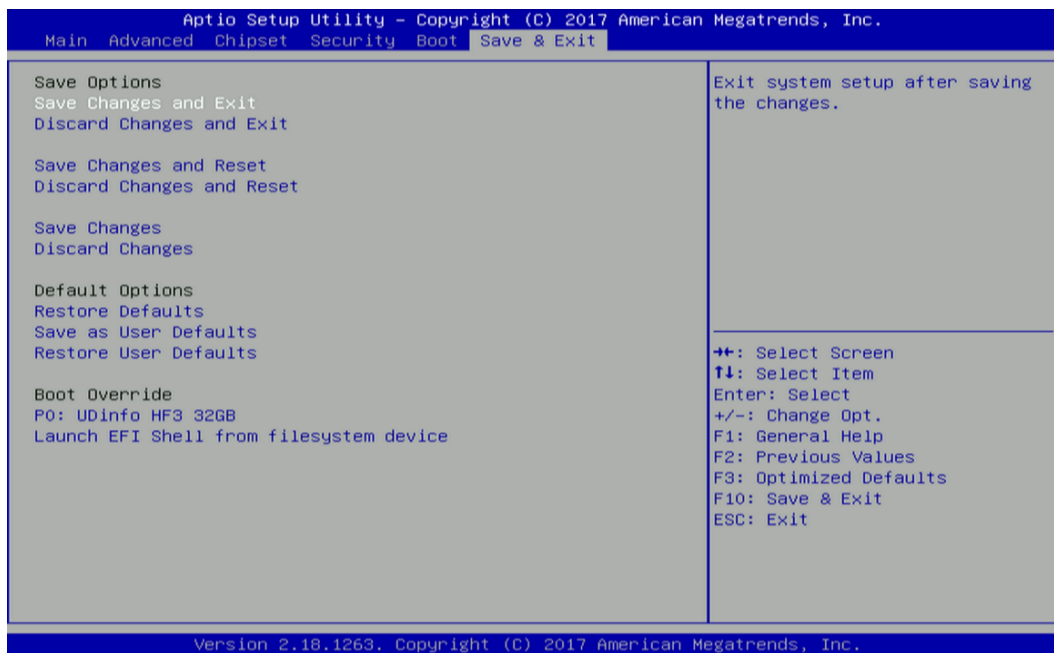 Aptio Setup Utility – Copyright (C) 2017 American Megatrends, Inc.
Main Advanced Chipset Security Boot Save & Exit
Save Options
Save Changes and Exit
Discard Changes and Exit
Save Changes and Reset
Discard Changes and Reset
Save Changes
Discard Changes
Default Options
Restore Defaults
Save as User Defaults
Restore User Defaults
Boot Override
P0: UDinfo HF3 32GB
Launch EFI Shell from filesystem device
Exit system setup after saving
the changes.
→←: Select Screen
↑↓: Select Item
Enter: Select
+/-: Change Opt.
F1: General Help
F2: Previous Values
F3: Optimized Defaults
F10: Save & Exit
ESC: Exit
Version 2.18.1263. Copyright (C) 2017 American Megatrends, Inc.